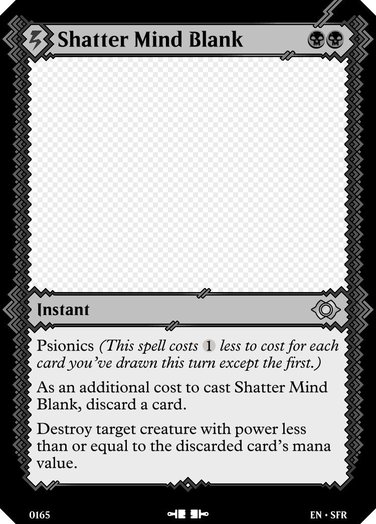 Shatter Mind Blank
Instant
Psionics (This spell costs 1 less to cost for each
card you've drawn this turn except the first.)
As an additional cost to cast Shatter Mind
Blank, discard a card.
Destroy target creature with power less
than or equal to the discarded card's mana
value.
0165
EN • SFR